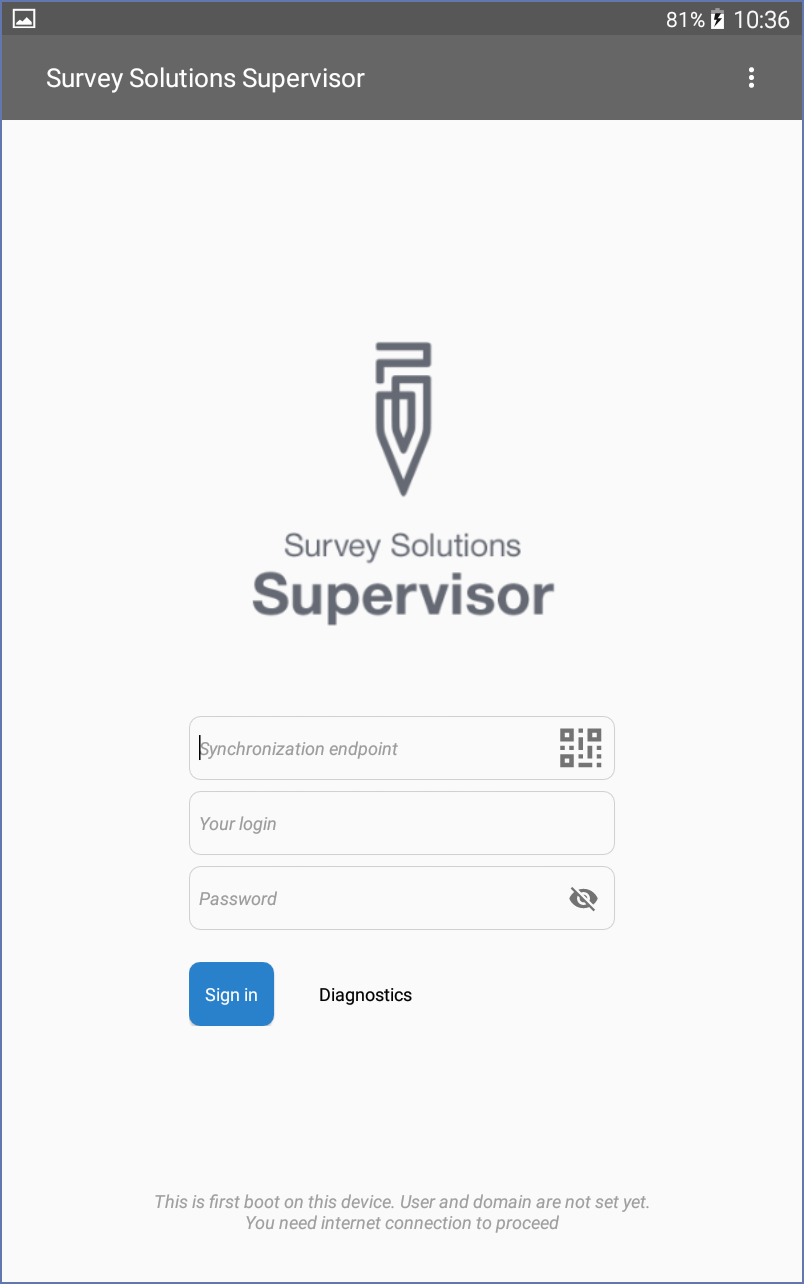 81% 10:36
Survey Solutions Supervisor
Survey Solutions
Supervisor
Synchronization endpoint
Your login
Password
Sign in Diagnostics
This is first boot on this device. User and domain are not set yet.
You need internet connection to proceed